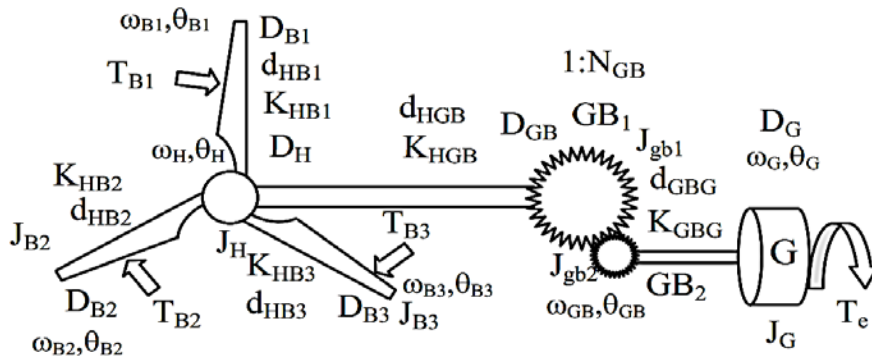 ω_B1,θ_B1
D_B1
T_B1
d_HB1
K_HB1
1:N_GB
d_HGB
D_GB
GB_1
J_gb1
D_G
ω_H,θ_H
D_H
K_HGB
ω_G,θ_G
K_HB2
d_HB2
d_GBG
J_B2
T_B3
K_GBG
J_H
K_HB3
J_gb2
G
D_B2
T_B2
d_HB3
D_B3
ω_B3,θ_B3
J_B3
ω_GB,θ_GB
GB_2
T_e
ω_B2,θ_B2
J_G